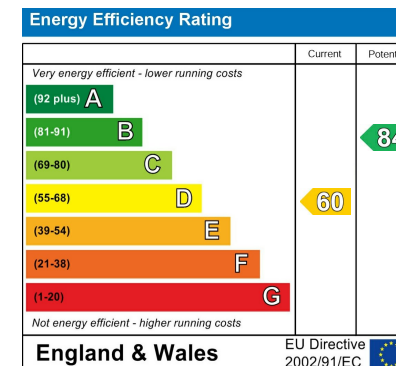 Energy Efficiency Rating
Current Potent
Very energy efficient - lower running costs
(92 plus) A
(81-91) B
84
(69-80) C
(55-68) D
60
(39-54) E
(21-38) F
(1-20) G
Not energy efficient - higher running costs
England & Wales
EU Directive
2002/91/EC